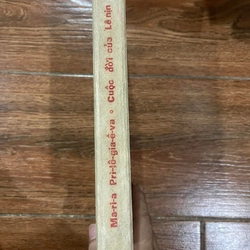 Ma-ri-a Pri-lê-gia-ê-va ∘ Cuộc đời của Lê nin